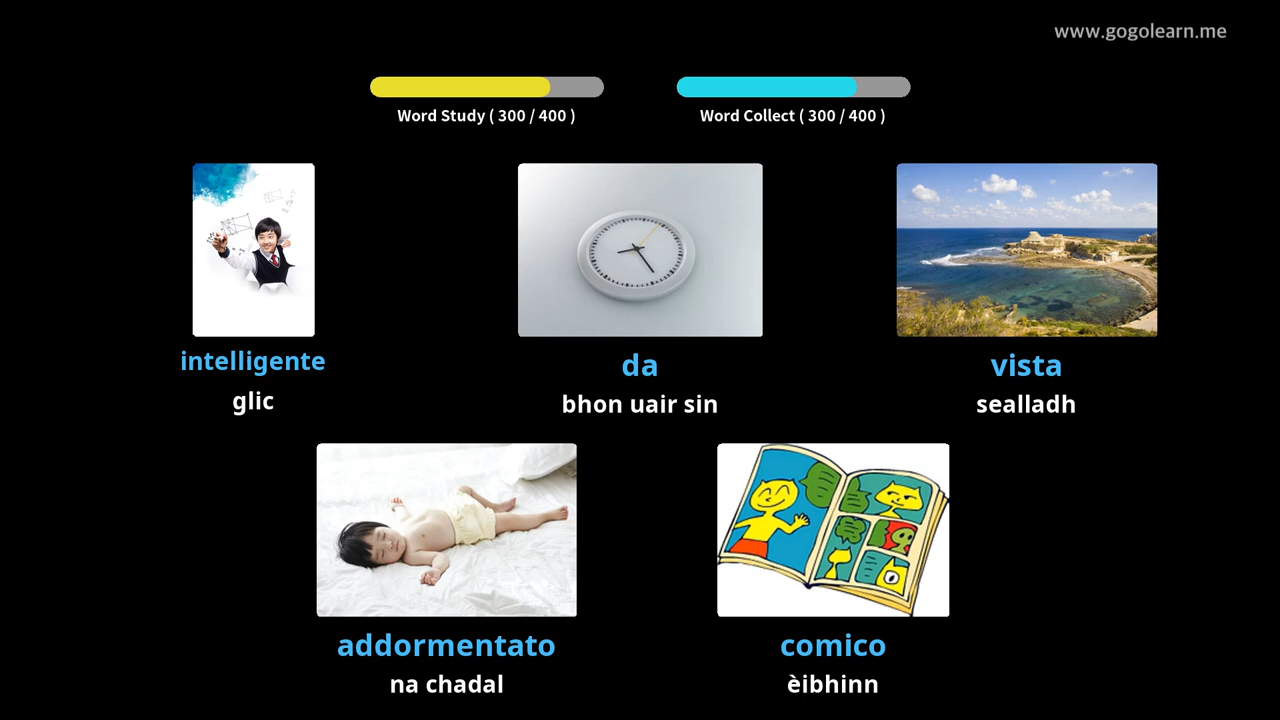 www.gogolearn.me
Word Study ( 300 / 400 )
Word Collect ( 300 / 400 )
intelligente
glic
da
bhon uair sin
vista
sealladh
addormentato
na chadal
comico
èibhinn